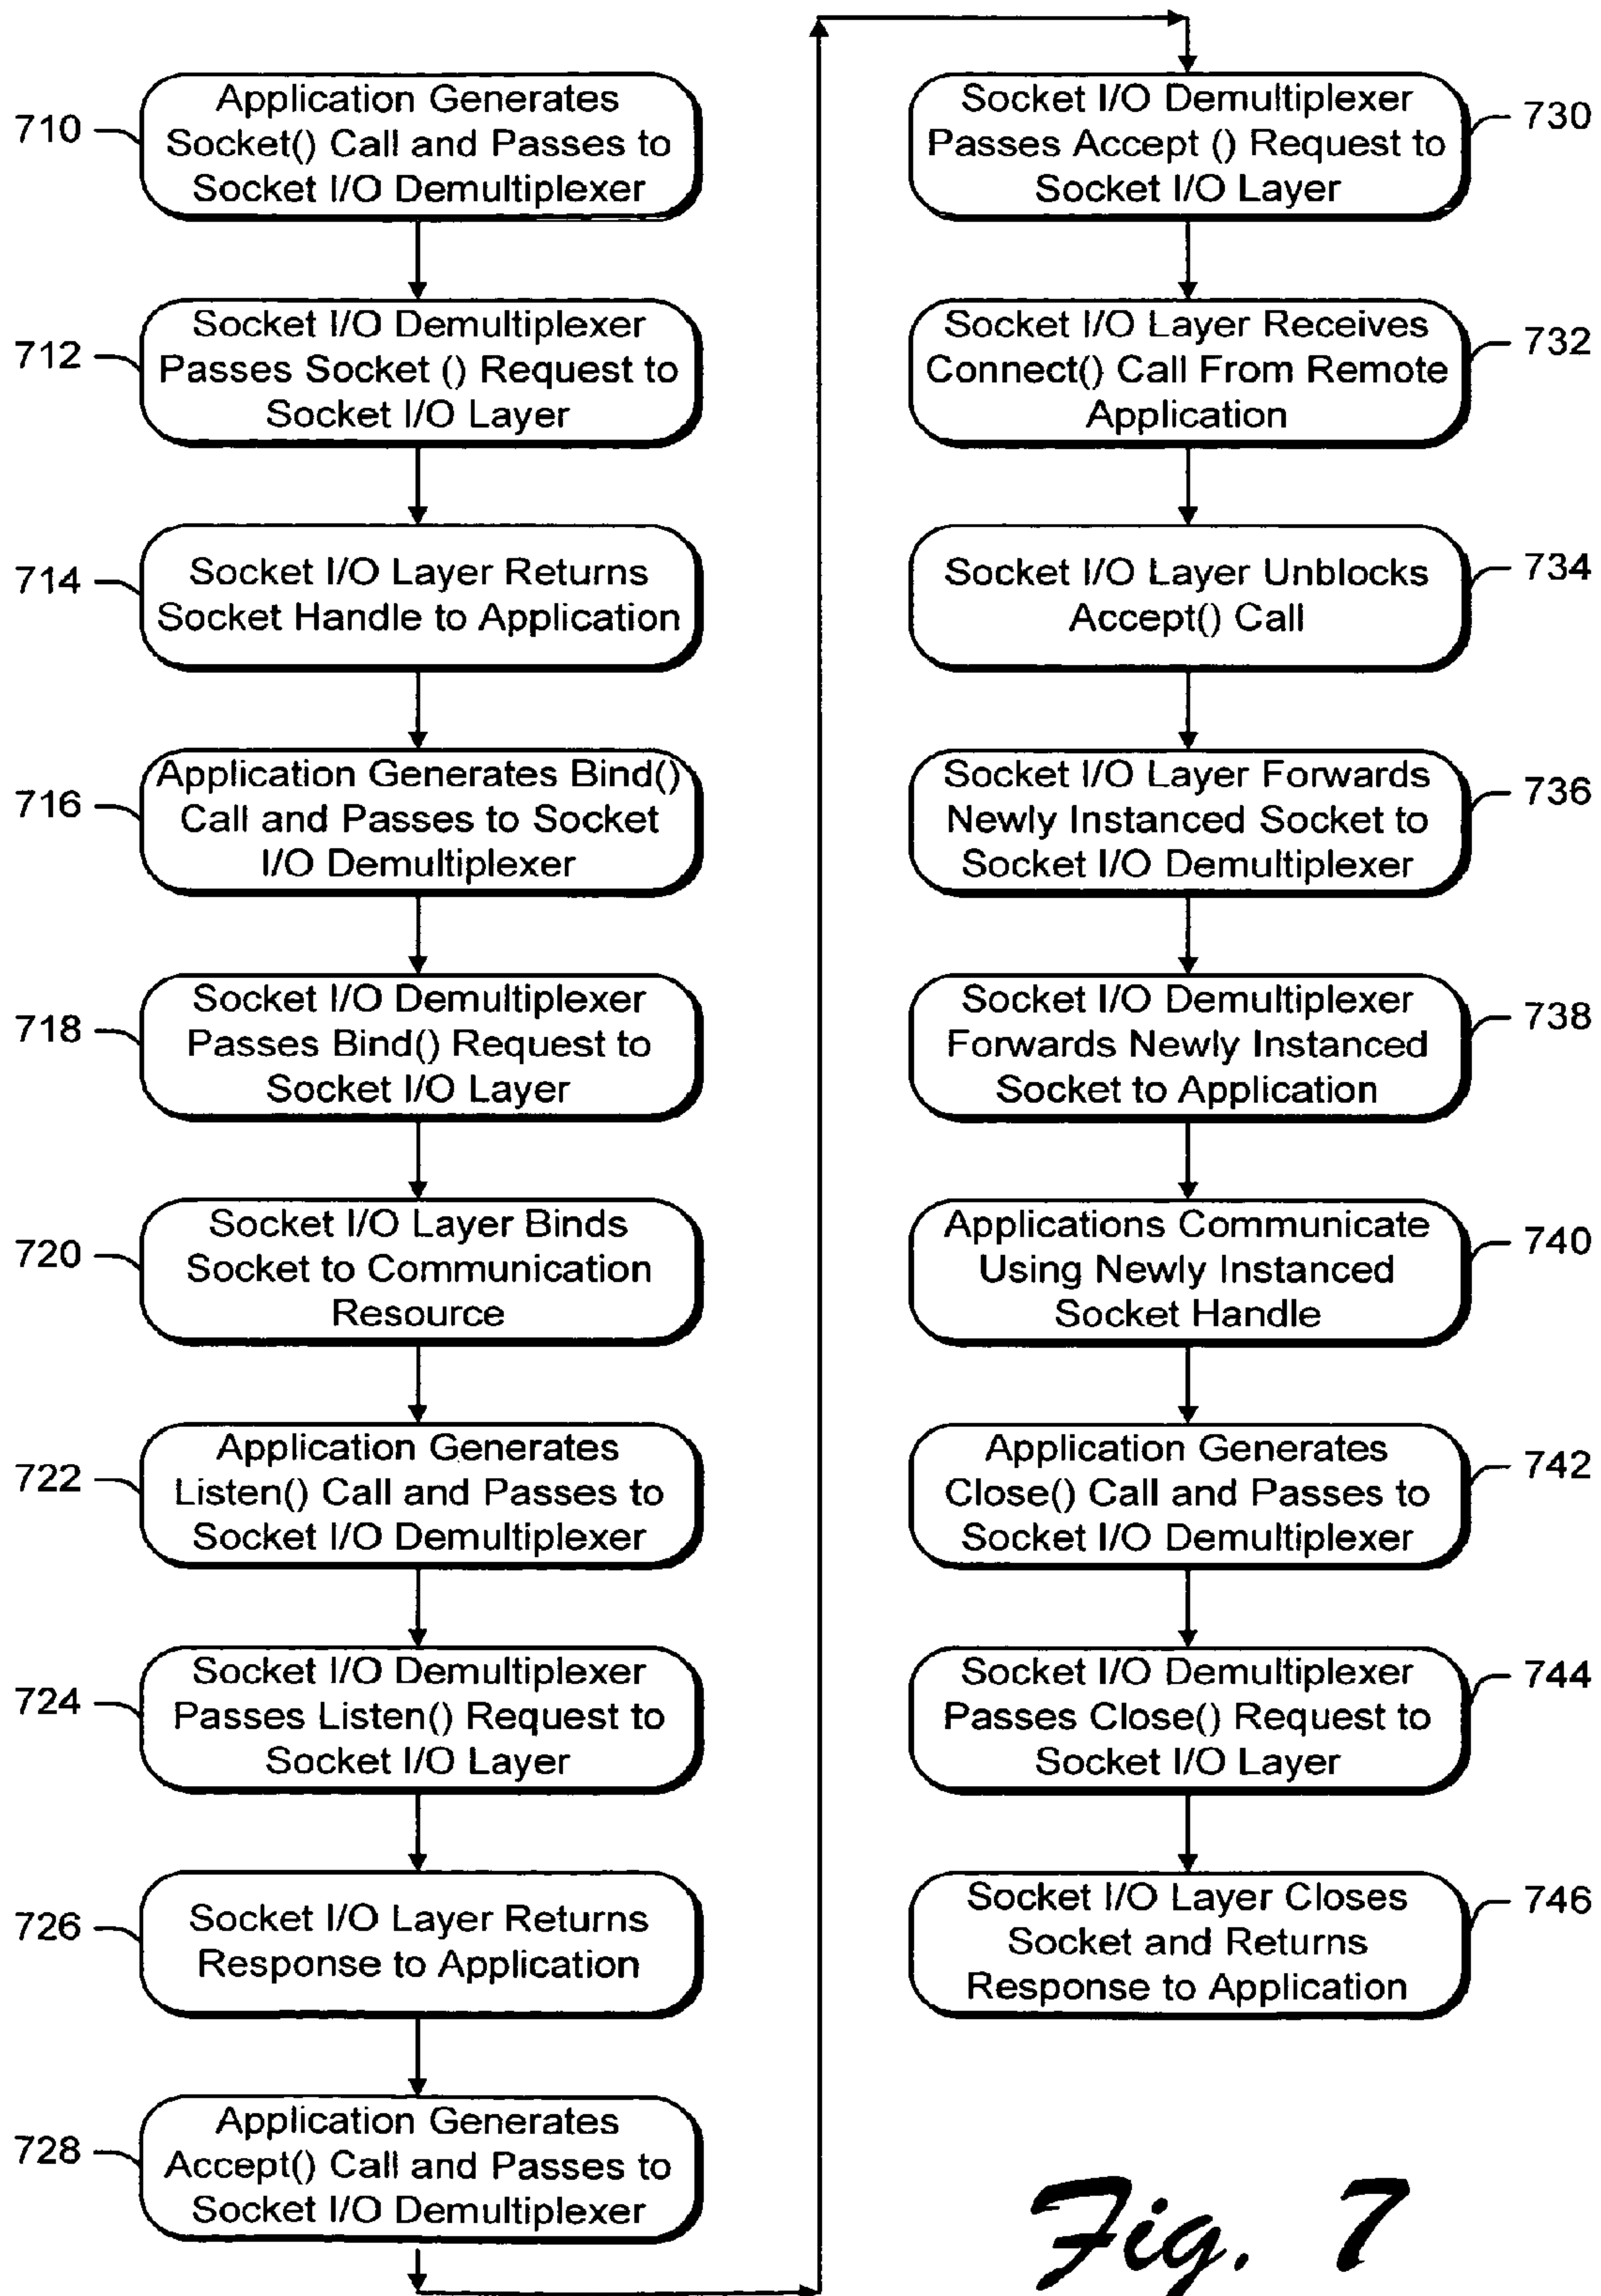 710
Application Generates
Socket() Call and Passes to
Socket I/O Demultiplexer
712
Socket I/O Demultiplexer
Passes Socket () Request to
Socket I/O Layer
714
Socket I/O Layer Returns
Socket Handle to Application
716
Application Generates Bind()
Call and Passes to Socket
I/O Demultiplexer
718
Socket I/O Demultiplexer
Passes Bind() Request to
Socket I/O Layer
720
Socket I/O Layer Binds
Socket to Communication
Resource
722
Application Generates
Listen() Call and Passes to
Socket I/O Demultiplexer
724
Socket I/O Demultiplexer
Passes Listen() Request to
Socket I/O Layer
726
Socket I/O Layer Returns
Response to Application
728
Application Generates
Accept() Call and Passes to
Socket I/O Demultiplexer
730
Socket I/O Demultiplexer
Passes Accept () Request to
Socket I/O Layer
732
Socket I/O Layer Receives
Connect() Call From Remote
Application
734
Socket I/O Layer Unblocks
Accept() Call
736
Socket I/O Layer Forwards
Newly Instanced Socket to
Socket I/O Demultiplexer
738
Socket I/O Demultiplexer
Forwards Newly Instanced
Socket to Application
740
Applications Communicate
Using Newly Instanced
Socket Handle
742
Application Generates
Close() Call and Passes to
Socket I/O Demultiplexer
744
Socket I/O Demultiplexer
Passes Close() Request to
Socket I/O Layer
746
Socket I/O Layer Closes
Socket and Returns
Response to Application
Fig. 7